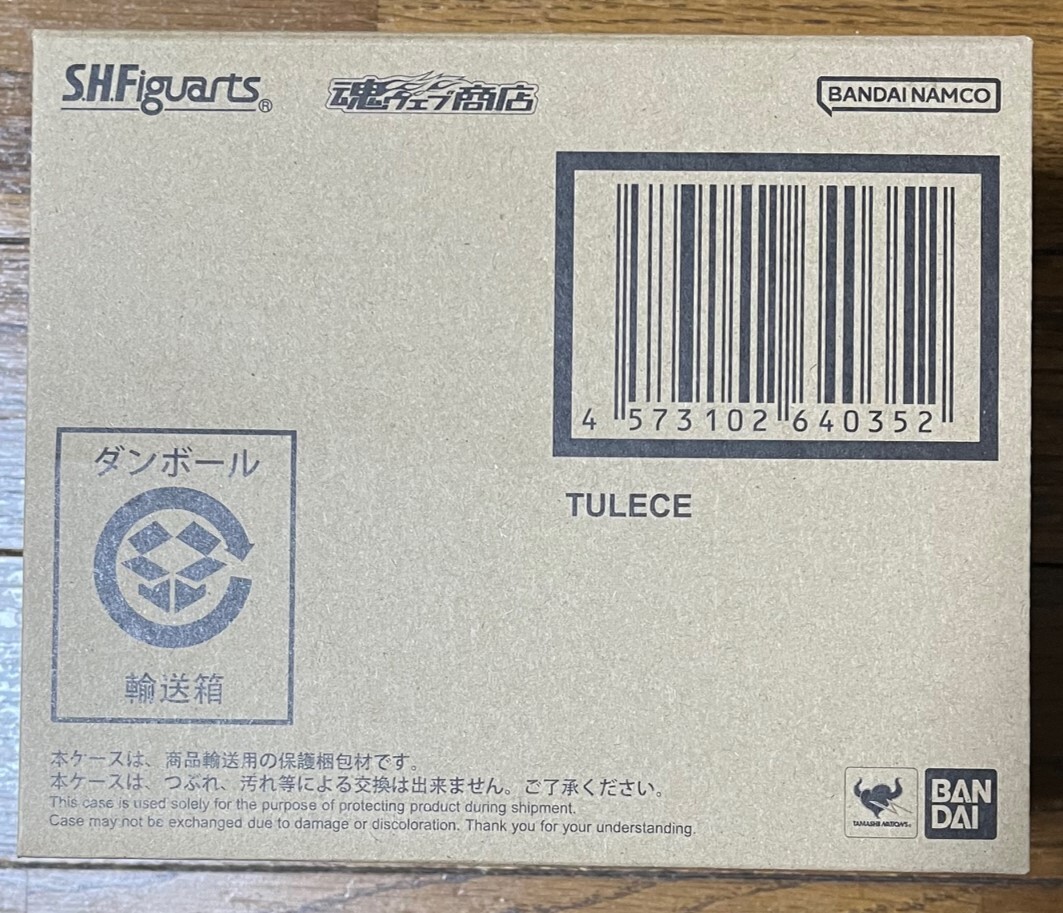 S.H.Figuarts®
魂ウェブ商店
BANDAI NAMCO
4 573102 640352
TULECE
ダンボール
輸送箱
本ケースは、商品輸送用の保護梱包材です。
本ケースは、つぶれ、汚れ等による交換は出来ません。ご了承ください。
This case is used solely for the purpose of protecting product during shipment.
Case may not be exchanged due to damage or discoloration. Thank you for your understanding.
TAMASHII NATIONS
BAN
DAI